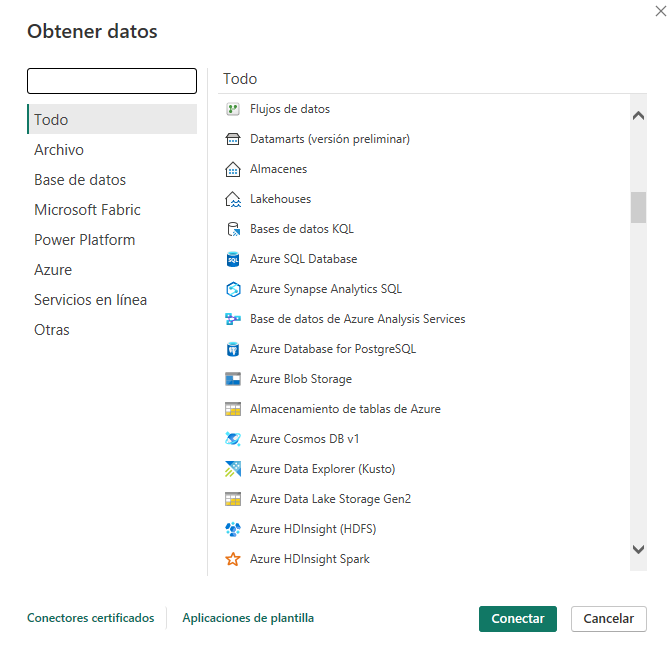 Obtener datos
Todo
Archivo
Base de datos
Microsoft Fabric
Power Platform
Azure
Servicios en línea
Otras
Todo
Flujos de datos
Datamarts (versión preliminar)
Almacenes
Lakehouses
Bases de datos KQL
Azure SQL Database
Azure Synapse Analytics SQL
Base de datos de Azure Analysis Services
Azure Database for PostgreSQL
Azure Blob Storage
Almacenamiento de tablas de Azure
Azure Cosmos DB v1
Azure Data Explorer (Kusto)
Azure Data Lake Storage Gen2
Azure HDInsight (HDFS)
Azure HDInsight Spark
Conectores certificados
Aplicaciones de plantilla
Conectar
Cancelar